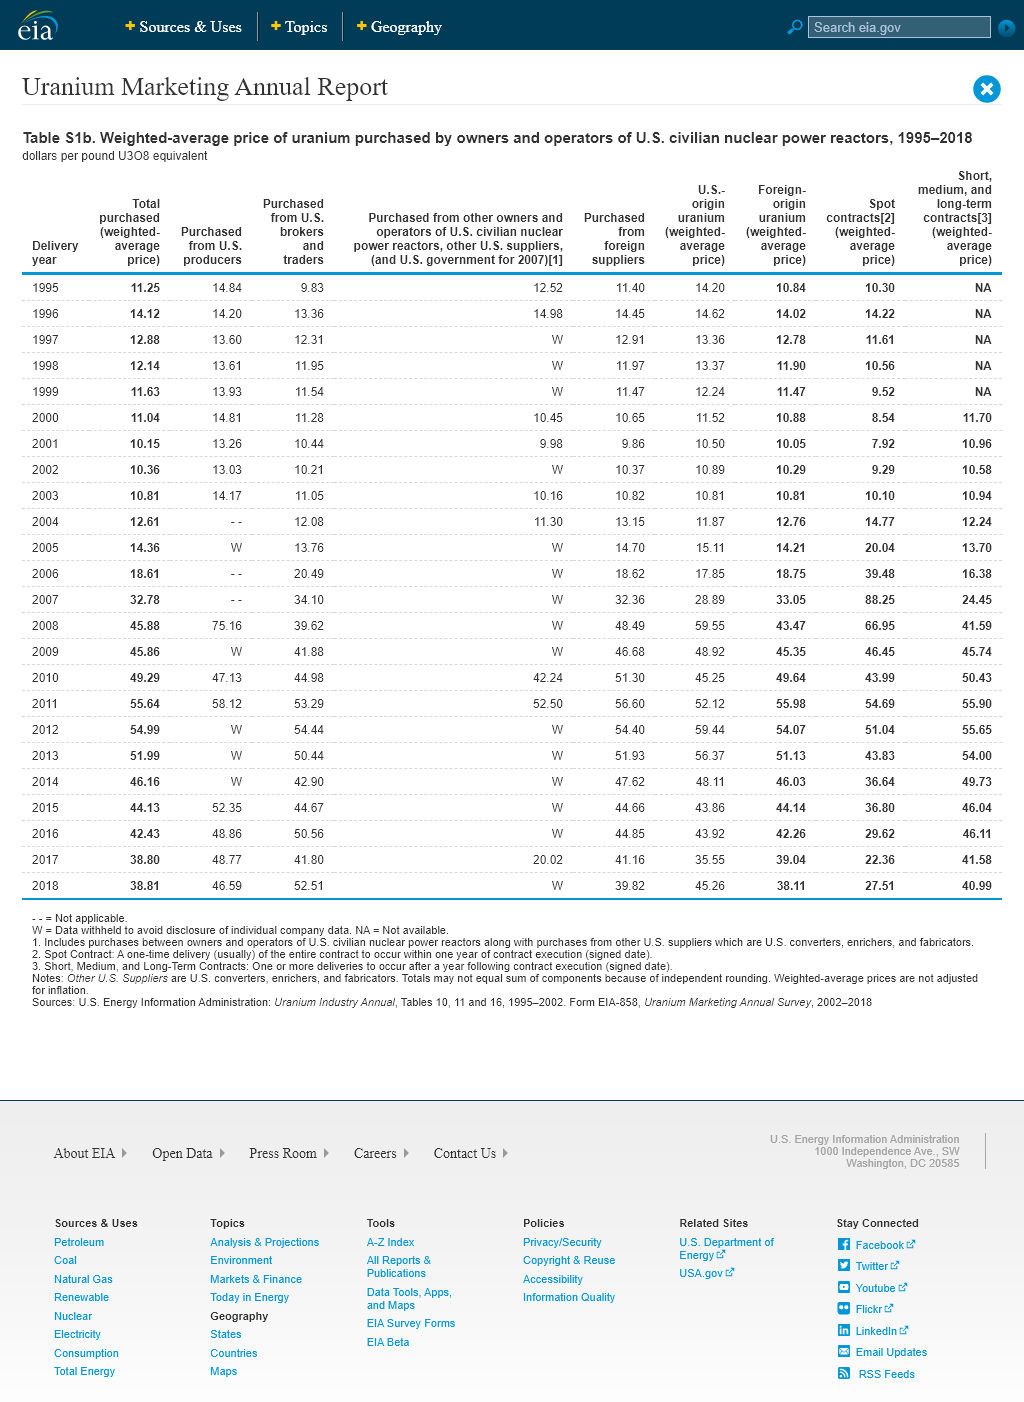 eia
+ Sources & Uses
+ Topics
+ Geography
Search eia.gov
Uranium Marketing Annual Report
Table S1b. Weighted-average price of uranium purchased by owners and operators of U.S. civilian nuclear power reactors, 1995–2018
dollars per pound U3O8 equivalent
Delivery year | Total purchased (weighted-average price) | Purchased from U.S. producers | Purchased from U.S. brokers and traders | Purchased from other owners and operators of U.S. civilian nuclear power reactors, other U.S. suppliers, (and U.S. government for 2007)[1] | Purchased from foreign suppliers | U.S.-origin uranium (weighted-average price) | Foreign-origin uranium (weighted-average price) | Spot contracts[2] (weighted-average price) | Short, medium, and long-term contracts[3] (weighted-average price)
1995 11.25 14.84 9.83 12.52 11.40 14.20 10.84 10.30 NA
1996 14.12 14.20 13.36 14.98 14.45 14.62 14.02 14.22 NA
1997 12.88 13.60 12.31 W 12.91 13.36 12.78 11.61 NA
1998 12.14 13.61 11.95 W 11.97 13.37 11.90 10.56 NA
1999 11.63 13.93 11.54 W 11.47 12.24 11.47 9.52 NA
2000 11.04 14.81 11.28 10.45 10.65 11.52 10.88 8.54 11.70
2001 10.15 13.26 10.44 9.98 9.86 10.50 10.05 7.92 10.96
2002 10.36 13.03 10.21 W 10.37 10.89 10.29 9.29 10.58
2003 10.81 14.17 11.05 10.16 10.82 10.81 10.81 10.10 10.94
2004 12.61 - - 12.08 11.30 13.15 11.87 12.76 14.77 12.24
2005 14.36 W 13.76 W 14.70 15.11 14.21 20.04 13.70
2006 18.61 - - 20.49 W 18.62 17.85 18.75 39.48 16.38
2007 32.78 - - 34.10 W 32.36 28.89 33.05 88.25 24.45
2008 45.88 75.16 39.62 W 48.49 59.55 43.47 66.95 41.59
2009 45.86 W 41.88 W 46.68 48.92 45.35 46.45 45.74
2010 49.29 47.13 44.98 42.24 51.30 45.25 49.64 43.99 50.43
2011 55.64 58.12 53.29 52.50 56.60 52.12 55.98 54.69 55.90
2012 54.99 W 54.44 W 54.40 59.44 54.07 51.04 55.65
2013 51.99 W 50.44 W 51.93 56.37 51.13 43.83 54.00
2014 46.16 W 42.90 W 47.62 48.11 46.03 36.64 49.73
2015 44.13 52.35 44.67 W 44.66 43.86 44.14 36.80 46.04
2016 42.43 48.86 50.56 W 44.85 43.92 42.26 29.62 46.11
2017 38.80 48.77 41.80 20.02 41.16 35.55 39.04 22.36 41.58
2018 38.81 46.59 52.51 W 39.82 45.26 38.11 27.51 40.99
- - = Not applicable.
W = Data withheld to avoid disclosure of individual company data. NA = Not available.
1. Includes purchases between owners and operators of U.S. civilian nuclear power reactors along with purchases from other U.S. suppliers which are U.S. converters, enrichers, and fabricators.
2. Spot Contract: A one-time delivery (usually) of the entire contract to occur within one year of contract execution (signed date).
3. Short, Medium, and Long-Term Contracts: One or more deliveries to occur after a year following contract execution (signed date).
Notes: Other U.S. Suppliers are U.S. converters, enrichers, and fabricators. Totals may not equal sum of components because of independent rounding. Weighted-average prices are not adjusted
for inflation.
Sources: U.S. Energy Information Administration: Uranium Industry Annual, Tables 10, 11 and 16, 1995–2002. Form EIA-858, Uranium Marketing Annual Survey, 2002–2018
About EIA
Open Data
Press Room
Careers
Contact Us
U.S. Energy Information Administration
1000 Independence Ave., SW
Washington, DC 20585
Sources & Uses
Petroleum
Coal
Natural Gas
Renewable
Nuclear
Electricity
Consumption
Total Energy
Topics
Analysis & Projections
Environment
Markets & Finance
Today in Energy
Geography
States
Countries
Maps
Tools
A-Z Index
All Reports &
Publications
Data Tools, Apps,
and Maps
EIA Survey Forms
EIA Beta
Policies
Privacy/Security
Copyright & Reuse
Accessibility
Information Quality
Related Sites
U.S. Department of
Energy
USA.gov
Stay Connected
Facebook
Twitter
Youtube
Flickr
LinkedIn
Email Updates
RSS Feeds